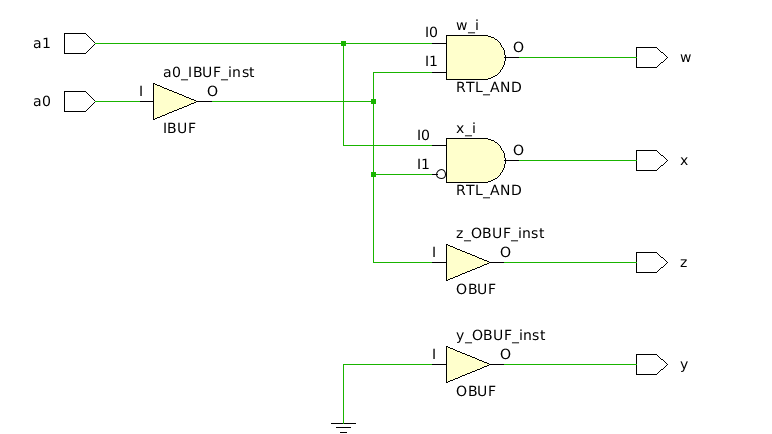 w_i
a1
I0
O
w
I1
a0_IBUF_inst
RTL_AND
a0
I
O
IBUF
x_i
I0
O
x
I1
RTL_AND
z_OBUF_inst
I
O
z
OBUF
y_OBUF_inst
I
O
y
OBUF